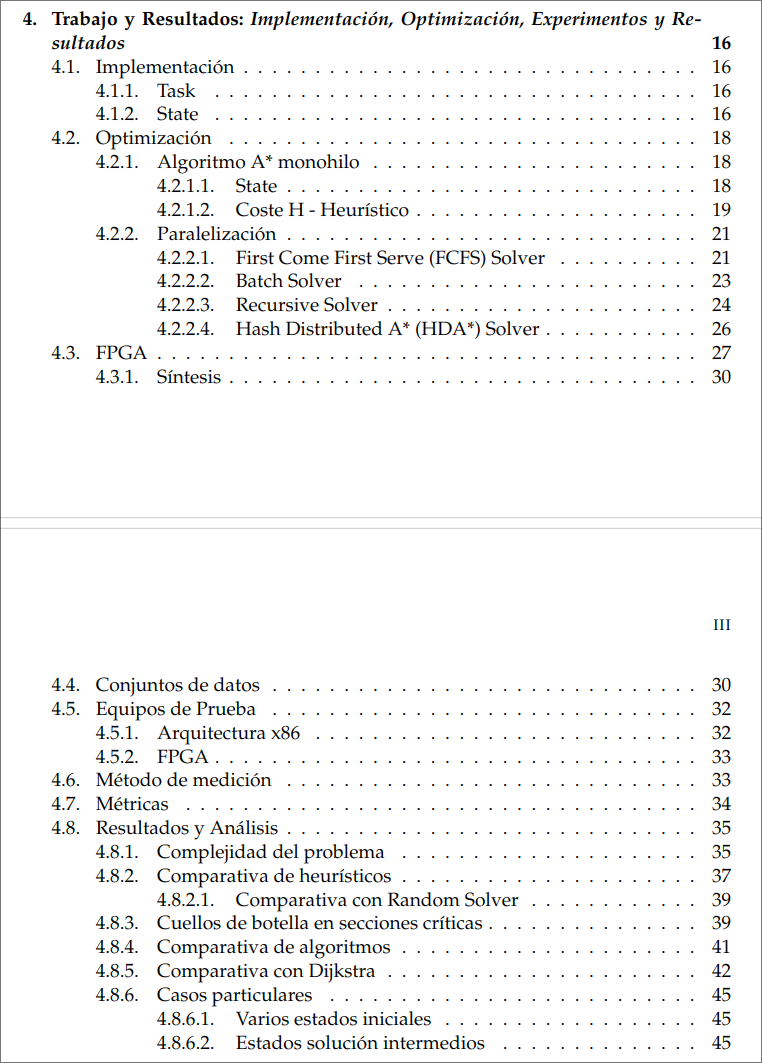 4. Trabajo y Resultados: Implementación, Optimización, Experimentos y Re-
sultados 16
4.1. Implementación . . . . . . . . . . . . . . . . . . . . . . . . . . . . . . . . 16
4.1.1. Task . . . . . . . . . . . . . . . . . . . . . . . . . . . . . . . . . . 16
4.1.2. State . . . . . . . . . . . . . . . . . . . . . . . . . . . . . . . . . . 16
4.2. Optimización . . . . . . . . . . . . . . . . . . . . . . . . . . . . . . . . . 18
4.2.1. Algoritmo A* monohilo . . . . . . . . . . . . . . . . . . . . . . . 18
4.2.1.1. State . . . . . . . . . . . . . . . . . . . . . . . . . . . . . 18
4.2.1.2. Coste H - Heurístico . . . . . . . . . . . . . . . . . . . . 19
4.2.2. Paralelización . . . . . . . . . . . . . . . . . . . . . . . . . . . . . 21
4.2.2.1. First Come First Serve (FCFS) Solver . . . . . . . . . . 21
4.2.2.2. Batch Solver . . . . . . . . . . . . . . . . . . . . . . . . 23
4.2.2.3. Recursive Solver . . . . . . . . . . . . . . . . . . . . . . 24
4.2.2.4. Hash Distributed A* (HDA*) Solver . . . . . . . . . . . 26
4.3. FPGA . . . . . . . . . . . . . . . . . . . . . . . . . . . . . . . . . . . . . . 27
4.3.1. Síntesis . . . . . . . . . . . . . . . . . . . . . . . . . . . . . . . . . 30
III
4.4. Conjuntos de datos . . . . . . . . . . . . . . . . . . . . . . . . . . . . . . 30
4.5. Equipos de Prueba . . . . . . . . . . . . . . . . . . . . . . . . . . . . . . 32
4.5.1. Arquitectura x86 . . . . . . . . . . . . . . . . . . . . . . . . . . . 32
4.5.2. FPGA . . . . . . . . . . . . . . . . . . . . . . . . . . . . . . . . . . 33
4.6. Método de medición . . . . . . . . . . . . . . . . . . . . . . . . . . . . . 33
4.7. Métricas . . . . . . . . . . . . . . . . . . . . . . . . . . . . . . . . . . . . 34
4.8. Resultados y Análisis . . . . . . . . . . . . . . . . . . . . . . . . . . . . . 35
4.8.1. Complejidad del problema . . . . . . . . . . . . . . . . . . . . . 35
4.8.2. Comparativa de heurísticos . . . . . . . . . . . . . . . . . . . . . 37
4.8.2.1. Comparativa con Random Solver . . . . . . . . . . . . 39
4.8.3. Cuellos de botella en secciones críticas . . . . . . . . . . . . . . . 39
4.8.4. Comparativa de algoritmos . . . . . . . . . . . . . . . . . . . . . 41
4.8.5. Comparativa con Dijkstra . . . . . . . . . . . . . . . . . . . . . . 42
4.8.6. Casos particulares . . . . . . . . . . . . . . . . . . . . . . . . . . 45
4.8.6.1. Varios estados iniciales . . . . . . . . . . . . . . . . . . 45
4.8.6.2. Estados solución intermedios . . . . . . . . . . . . . . 45